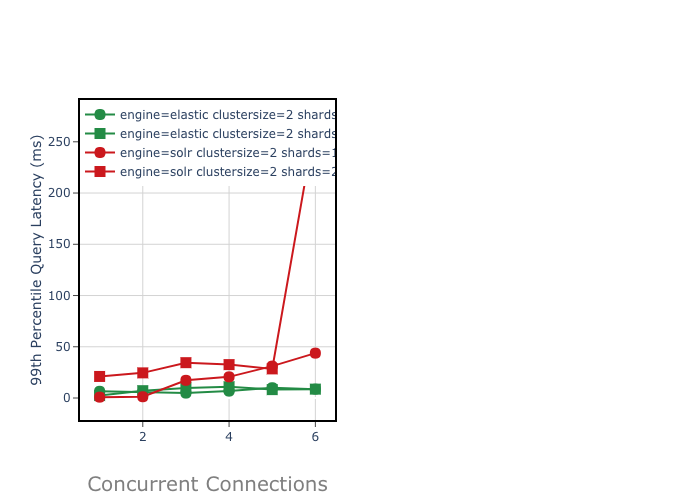 engine=elastic clustersize=2 shards
engine=elastic clustersize=2 shards
engine=solr clustersize=2 shards=1
engine=solr clustersize=2 shards=2
99th Percentile Query Latency (ms)
250
200
150
100
50
0
2
4
6
Concurrent Connections